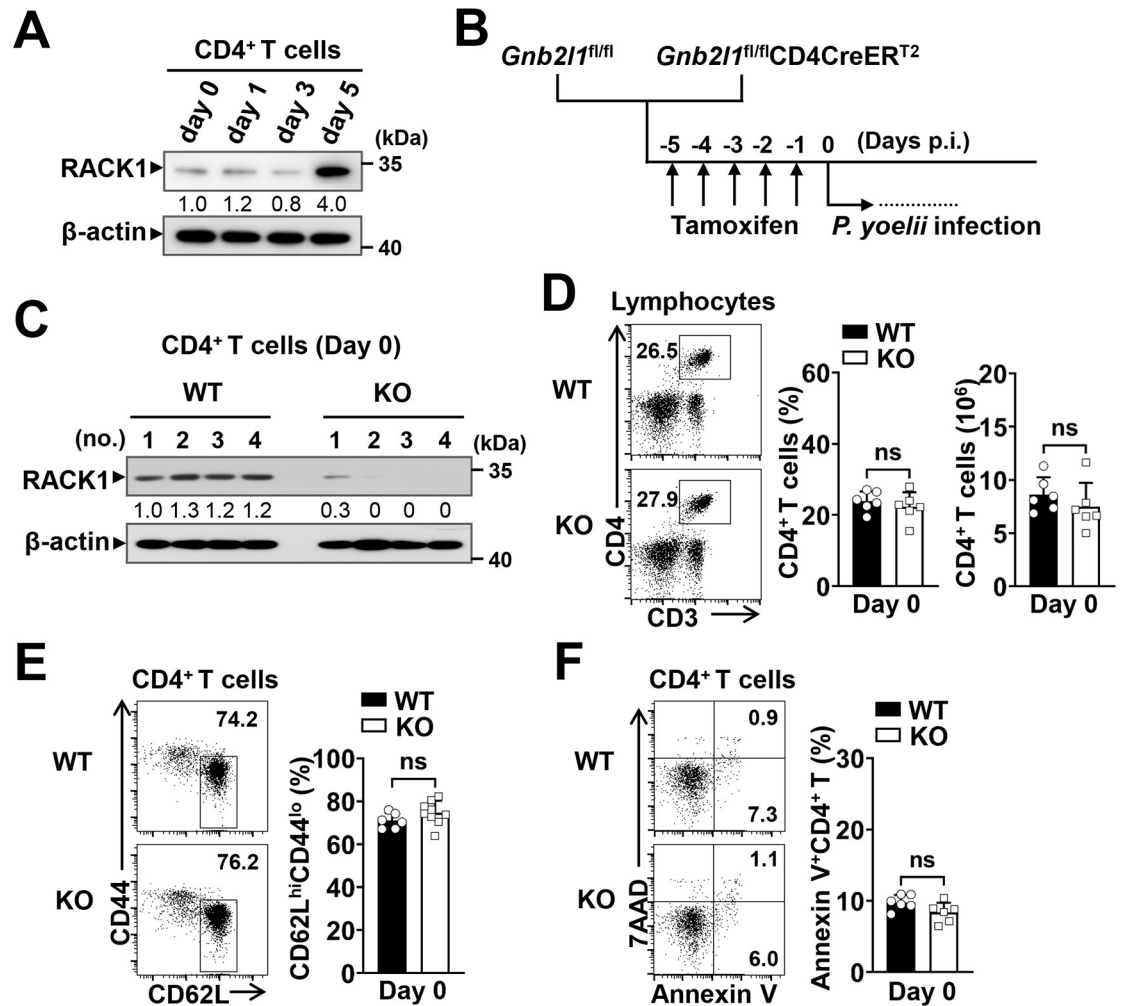 A
CD4⁺ T cells
day 0 day 1 day 3 day 5
(kDa)
RACK1 35
1.0 1.2 0.8 4.0
β-actin
40
B
Gnb2l1fl/fl Gnb2l1fl/flCD4CreERT2
-5 -4 -3 -2 -1 0 (Days p.i.)
Tamoxifen P. yoelii infection
C
CD4⁺ T cells (Day 0)
WT KO
(no.) 1 2 3 4 1 2 3 4 (kDa)
RACK1 35
1.0 1.3 1.2 1.2 0.3 0 0 0
β-actin
40
D
Lymphocytes
WT
26.5
KO
27.9
CD4
CD3
WT
KO
CD4⁺ T cells (%)
60
40
20
0
ns
Day 0
CD4⁺ T cells (10⁶)
20
15
10
5
0
ns
Day 0
E
CD4⁺ T cells
WT
74.2
KO
76.2
CD44
CD62L
WT
KO
CD62LhiCD44lo (%)
100
80
60
40
20
0
ns
Day 0
F
CD4⁺ T cells
WT
0.9
7.3
KO
1.1
6.0
7AAD
Annexin V
WT
KO
Annexin V⁺CD4⁺ T (%)
30
20
10
0
ns
Day 0